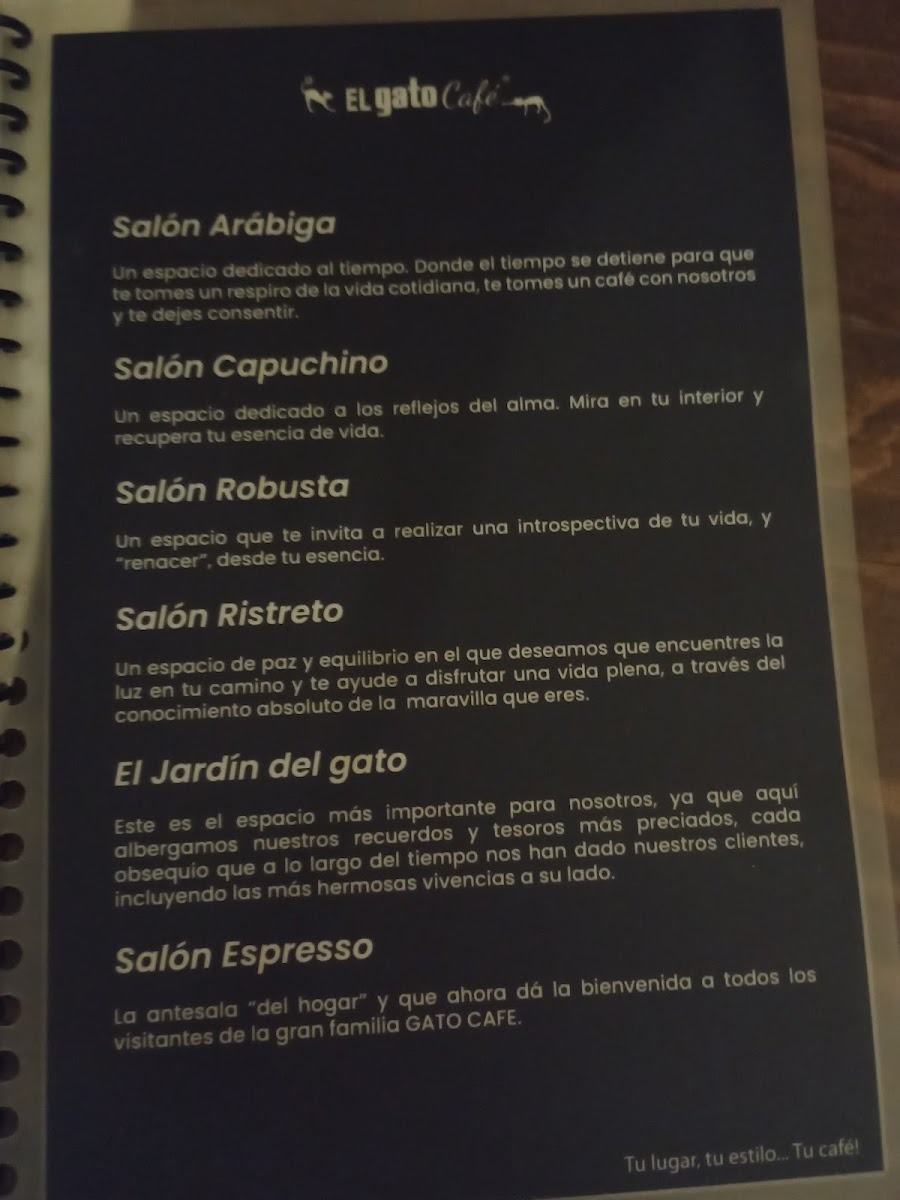 EL gato Café
Salón Arábiga
Un espacio dedicado al tiempo. Donde el tiempo se detiene para que
te tomes un respiro de la vida cotidiana, te tomes un café con nosotros
y te dejes consentir.
Salón Capuchino
Un espacio dedicado a los reflejos del alma. Mira en tu interior y
recupera tu esencia de vida.
Salón Robusta
Un espacio que te invita a realizar una introspectiva de tu vida, y
“renacer”, desde tu esencia.
Salón Ristreto
Un espacio de paz y equilibrio en el que deseamos que encuentres la
luz en tu camino y te ayude a disfrutar una vida plena, a través del
conocimiento absoluto de la maravilla que eres.
El Jardín del gato
Este es el espacio más importante para nosotros, ya que aquí
albergamos nuestros recuerdos y tesoros más preciados, cada
obsequio que a lo largo del tiempo nos han dado nuestros clientes,
incluyendo las más hermosas vivencias a su lado.
Salón Espresso
La antesala “del hogar” y que ahora dá la bienvenida a todos los
visitantes de la gran familia GATO CAFE.
Tu lugar, tu estilo... Tu café!